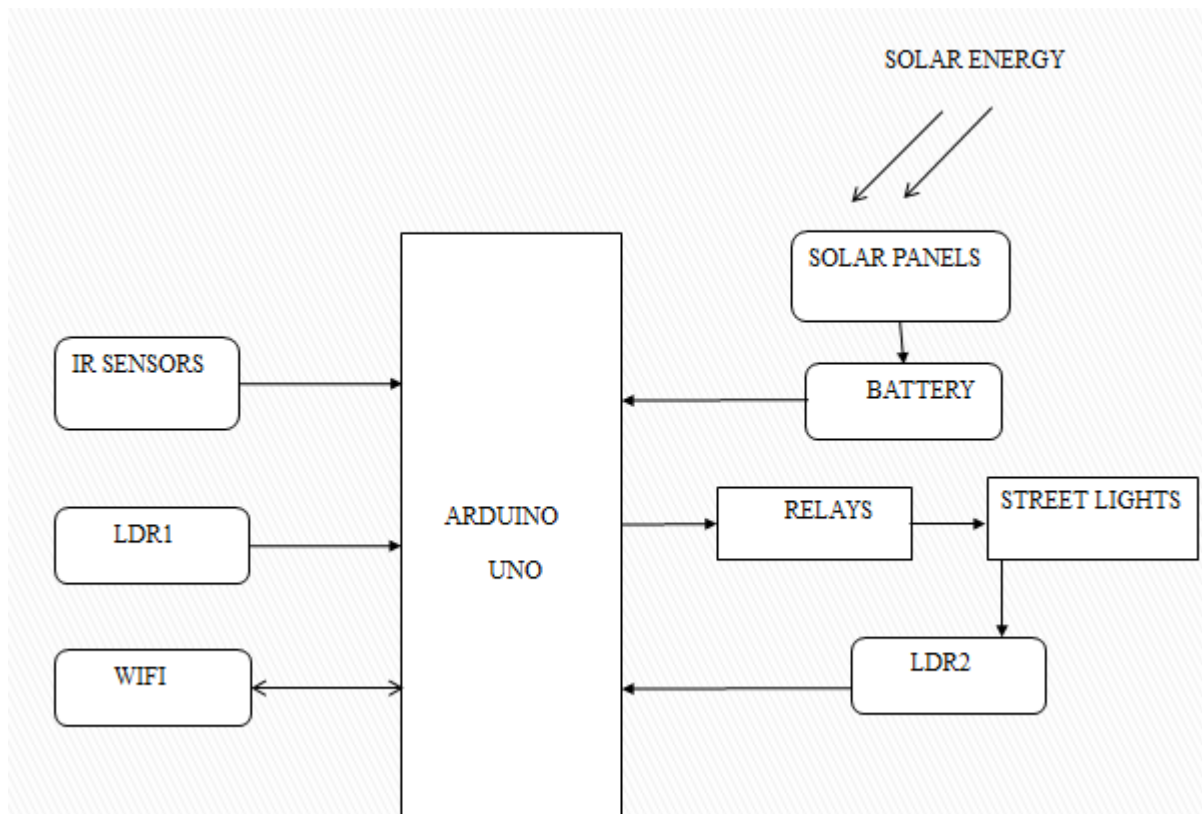 SOLAR ENERGY
SOLAR PANELS
IR SENSORS
BATTERY
RELAYS
STREET LIGHTS
ARDUINO
UNO
LDR1
WIFI
LDR2